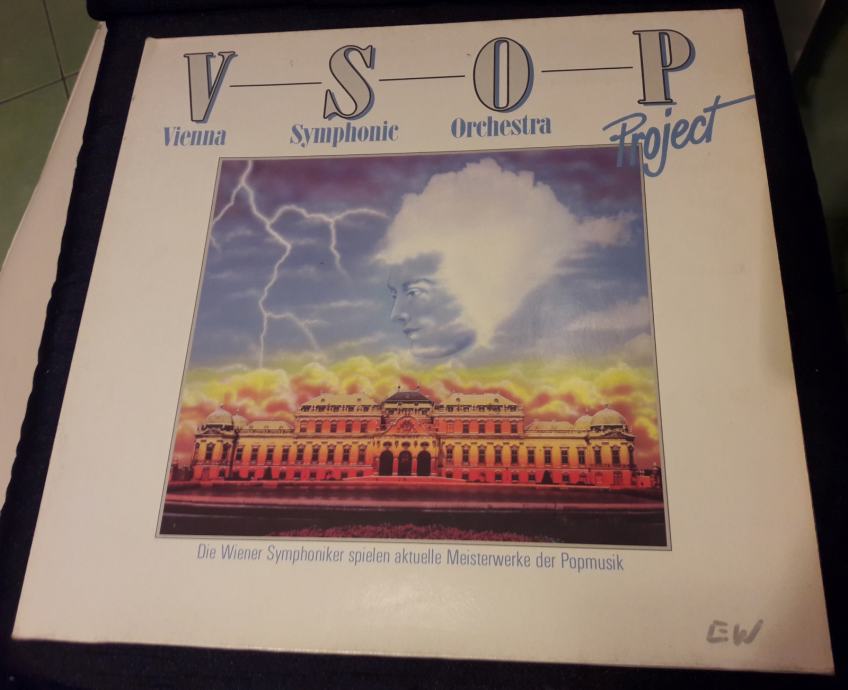 V—S—O—P
Vienna Symphonic Orchestra Project
Die Wiener Symphoniker spielen aktuelle Meisterwerke der Popmusik
EW